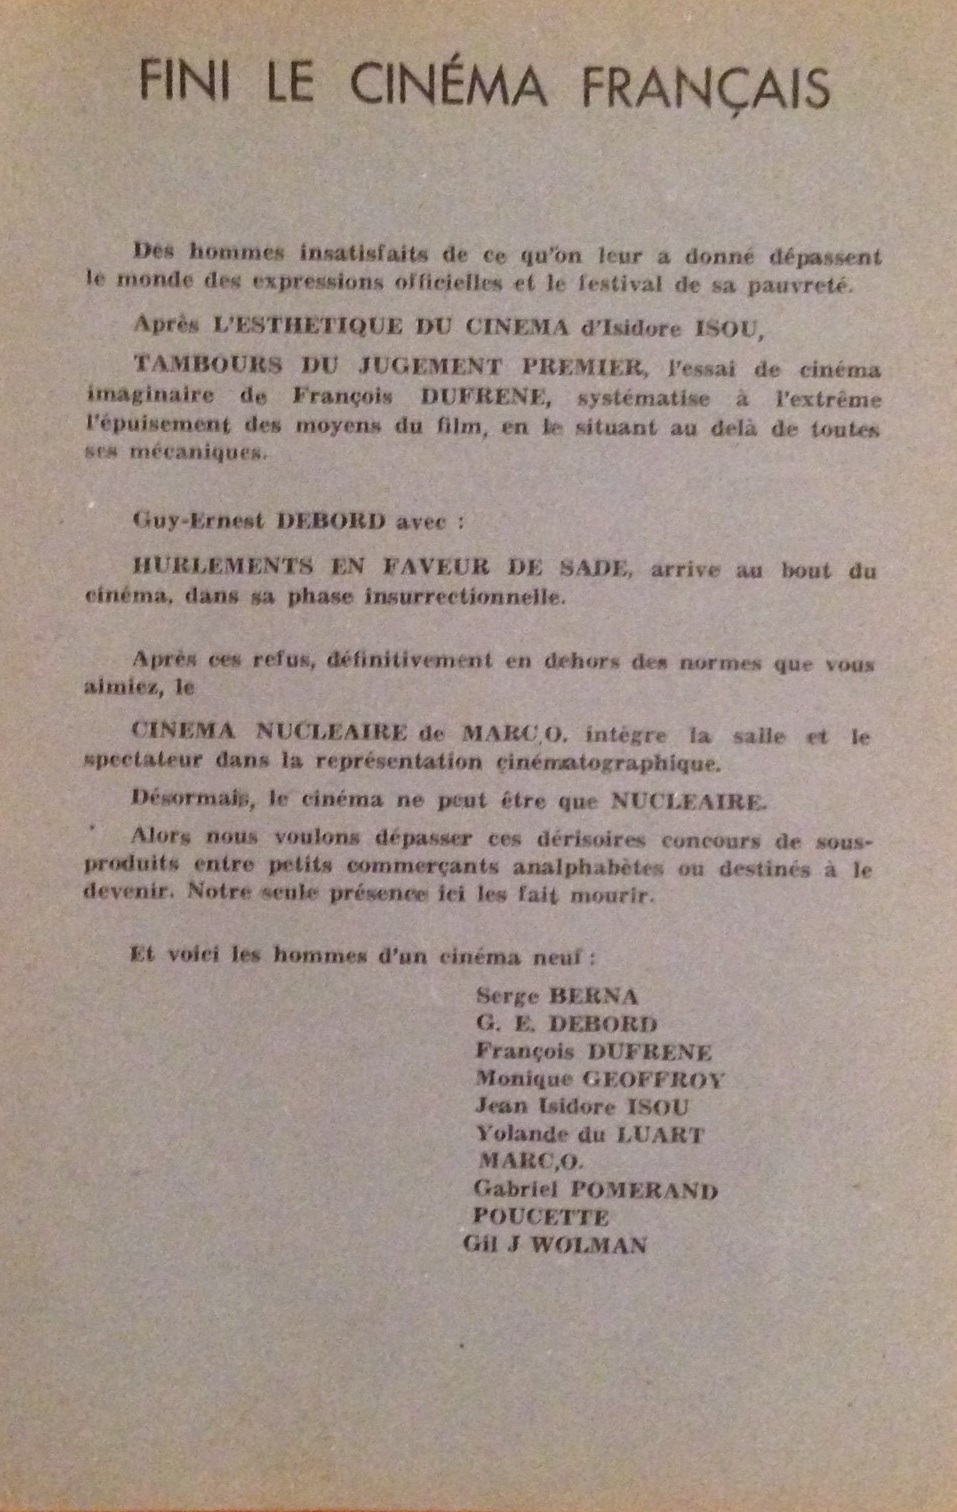 FINI LE CINÉMA FRANÇAIS
Des hommes insatisfaits de ce qu'on leur a donné dépassent
le monde des expressions officielles et le festival de sa pauvreté.
Après L'ESTHETIQUE DU CINEMA d'Isidore ISOU,
TAMBOURS DU JUGEMENT PREMIER, l'essai de cinéma
imaginaire de François DUFRENE, systématise à l'extrême
l'épuisement des moyens du film, en le situant au delà de toutes
ses mécaniques.
Guy-Ernest DEBORD avec :
HURLEMENTS EN FAVEUR DE SADE, arrive au bout du
cinéma, dans sa phase insurrectionnelle.
Après ces refus, définitivement en dehors des normes que vous
aimiez, le
CINEMA NUCLEAIRE de MARC,O. intègre la salle et le
spectateur dans la représentation cinématographique.
Désormais, le cinéma ne peut être que NUCLEAIRE.
Alors nous voulons dépasser ces dérisoires concours de sous-
produits entre petits commerçants analphabètes ou destinés à le
devenir. Notre seule présence ici les fait mourir.
Et voici les hommes d'un cinéma neuf :
Serge BERNA
G. E. DEBORD
François DUFRENE
Monique GEOFFROY
Jean Isidore ISOU
Yolande du LUART
MARC,O.
Gabriel POMERAND
POUCETTE
Gil J WOLMAN